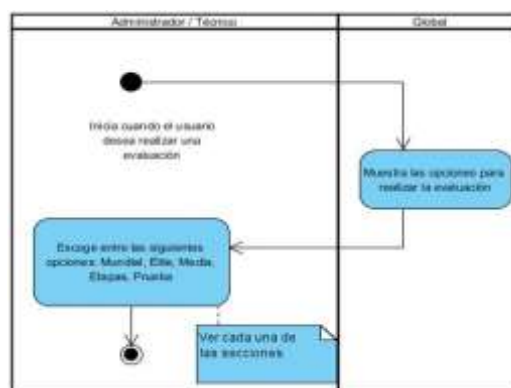 Administrador / Técnico
Global
Inicia cuando el usuario
desea realizar una
evaluación
Muestra las opciones para
realizar la evaluación
Escoge entre las siguientes
opciones: Mundial, Elite, Media,
Etapas, Prueba
Ver cada una de
las secciones